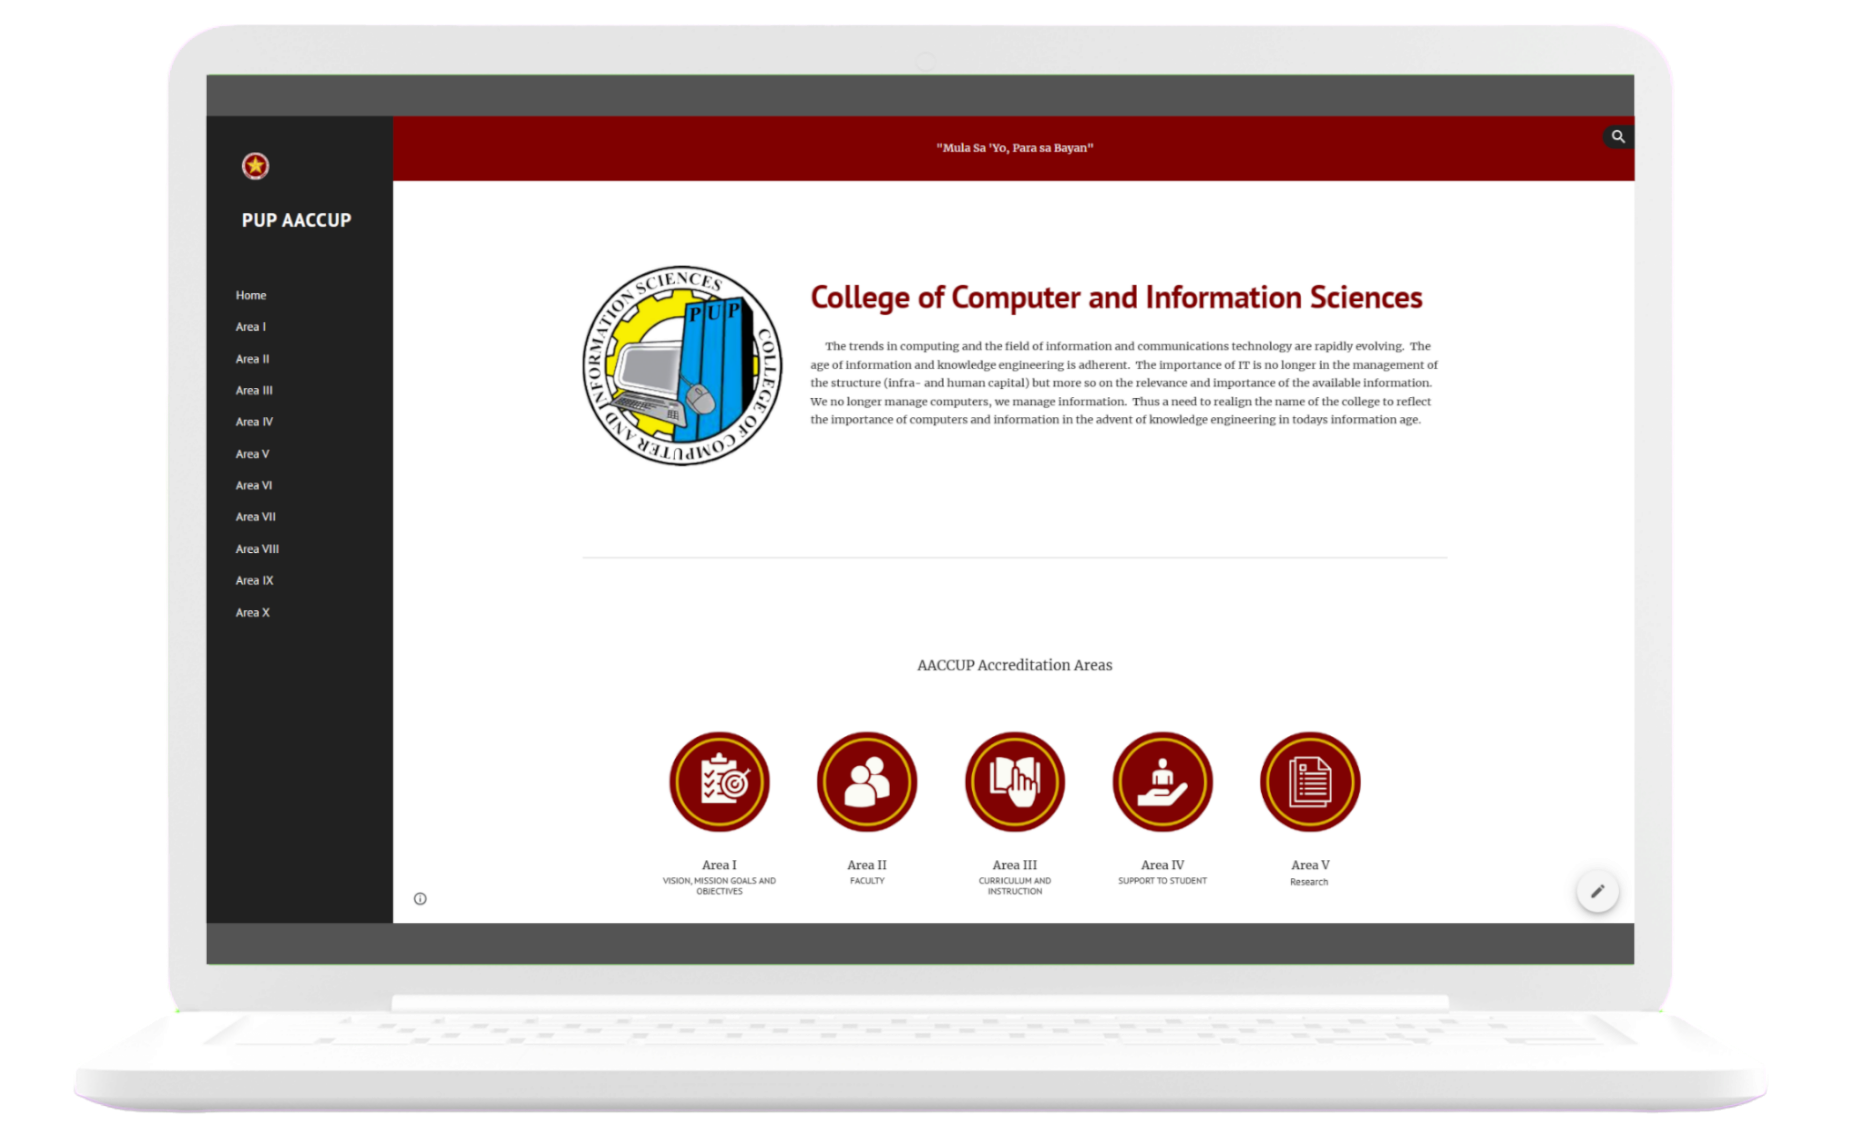 "Mula Sa 'Yo, Para sa Bayan"
PUP AACCUP
Home
Area I
Area II
Area III
Area IV
Area V
Area VI
Area VII
Area VIII
Area IX
Area X
COLLEGE OF COMPUTER AND INFORMATION SCIENCES
PUP
College of Computer and Information Sciences
The trends in computing and the field of information and communications technology are rapidly evolving. The
age of information and knowledge engineering is adherent. The importance of IT is no longer in the management of
the structure (infra- and human capital) but more so on the relevance and importance of the available information.
We no longer manage computers, we manage information. Thus a need to realign the name of the college to reflect
the importance of computers and information in the advent of knowledge engineering in todays information age.
AACCUP Accreditation Areas
Area I
VISION, MISSION GOALS AND
OBJECTIVES
Area II
FACULTY
Area III
CURRICULUM AND
INSTRUCTION
Area IV
SUPPORT TO STUDENT
Area V
Research